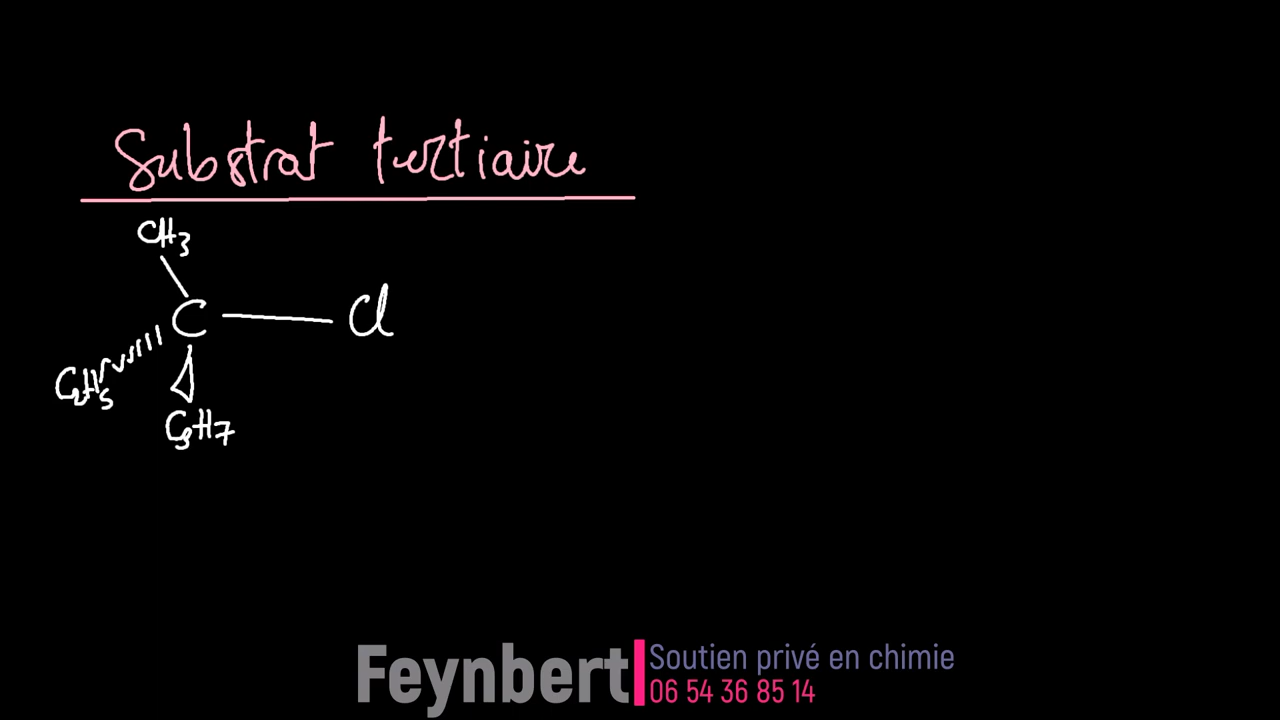 Substrat tertiaire
CH3
C Cl
C2H5
C3H7
Feynbert
Soutien privé en chimie
06 54 36 85 14